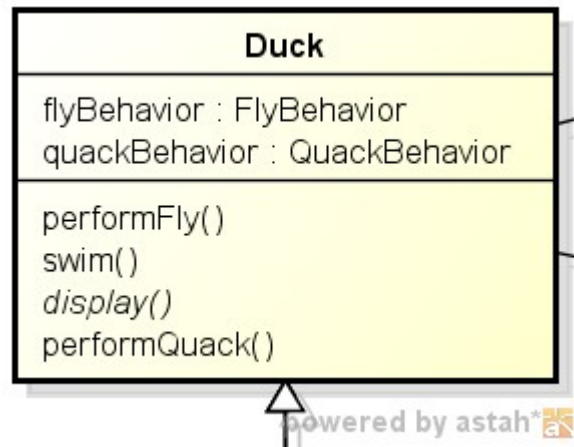 Duck
flyBehavior : FlyBehavior
quackBehavior : QuackBehavior
performFly()
swim()
display()
performQuack()
powered by astah*